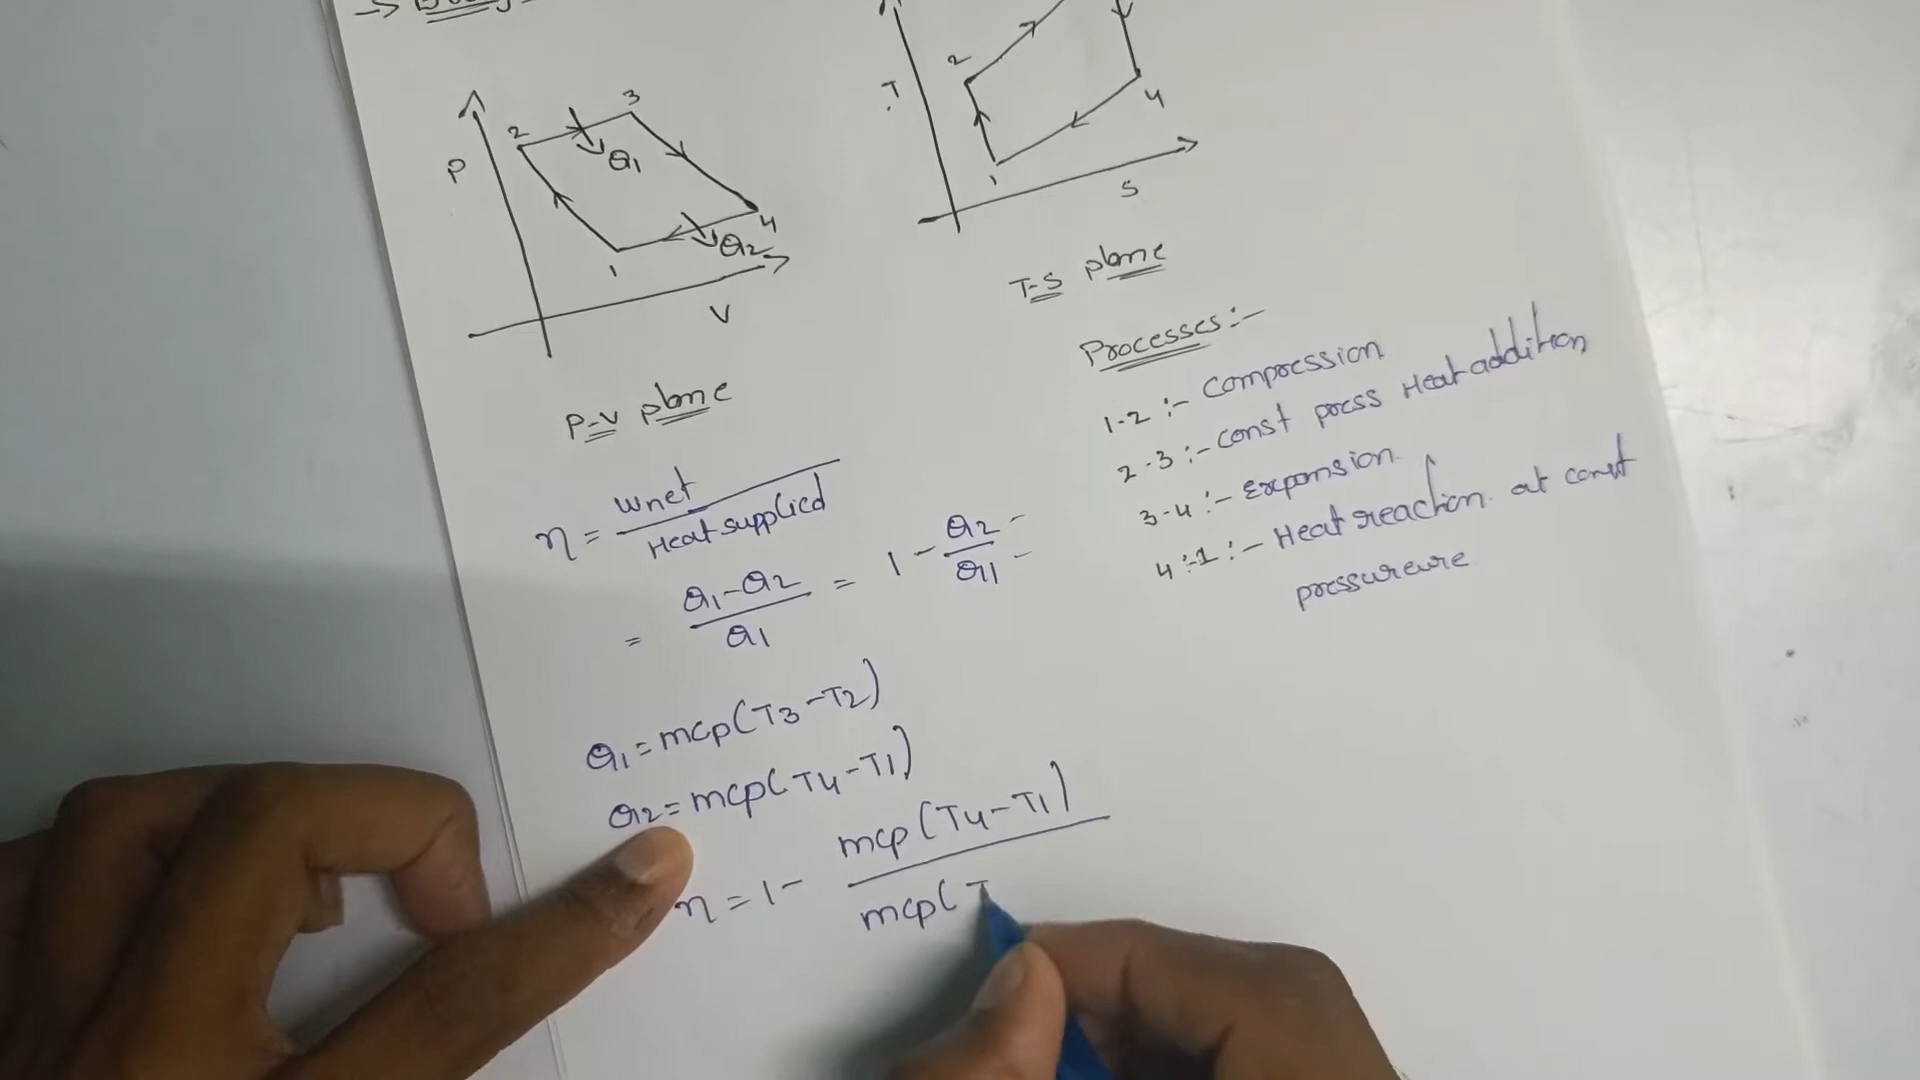 2
3
P
Q1
4
Q2
1
V
P-V plane
2
T
4
1
S
T-S plane
Processes:-
1-2:- Compression
2-3:- Const press Heat addition
3-4:- Expansion.
4:-1:- Heat reaction at const
pressureure
η = Wnet / Heat supplied
= Q1-Q2 / Q1 = 1 - Q2 / Q1
Q1 = mcp(T3-T2)
Q2 = mcp(T4-T1)
η = 1 - mcp(T4-T1) / mcp(T